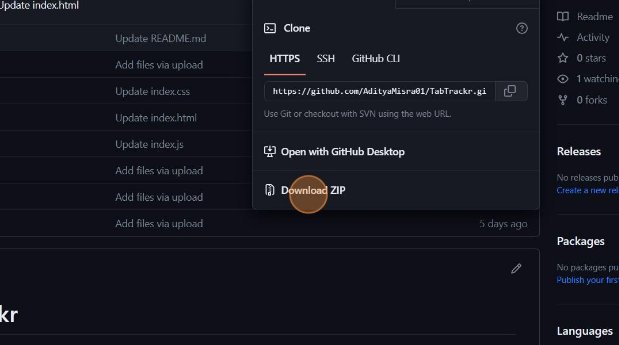 Update index.html
Update README.md
Add files via upload
Update index.css
Update index.html
Update index.js
Add files via upload
Add files via upload
Add files via upload
5 days ago
Clone
HTTPS SSH GitHub CLI
https://github.com/AdityaMisra01/TabTrackr.gi
Use Git or checkout with SVN using the web URL.
Open with GitHub Desktop
Download ZIP
kr
Readme
Activity
0 stars
1 watching
0 forks
Releases
No releases pub
Create a new rel
Packages
No packages pu
Publish your first
Languages